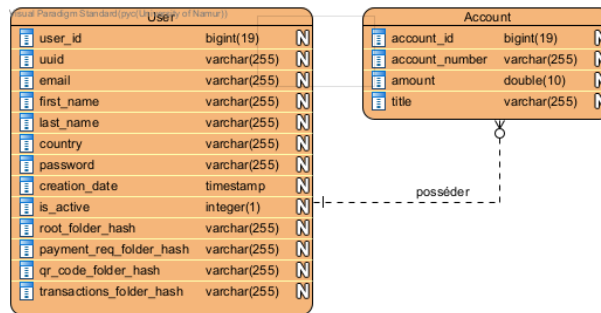 Visual Paradigm Standard(pyc(University of Namur))
User
user_id bigint(19) N
uuid varchar(255) N
email varchar(255) N
first_name varchar(255) N
last_name varchar(255) N
country varchar(255) N
password varchar(255) N
creation_date timestamp N
is_active integer(1) N
root_folder_hash varchar(255) N
payment_req_folder_hash varchar(255) N
qr_code_folder_hash varchar(255) N
transactions_folder_hash varchar(255) N
Account
account_id bigint(19) N
account_number varchar(255) N
amount double(10) N
title varchar(255) N
posséder